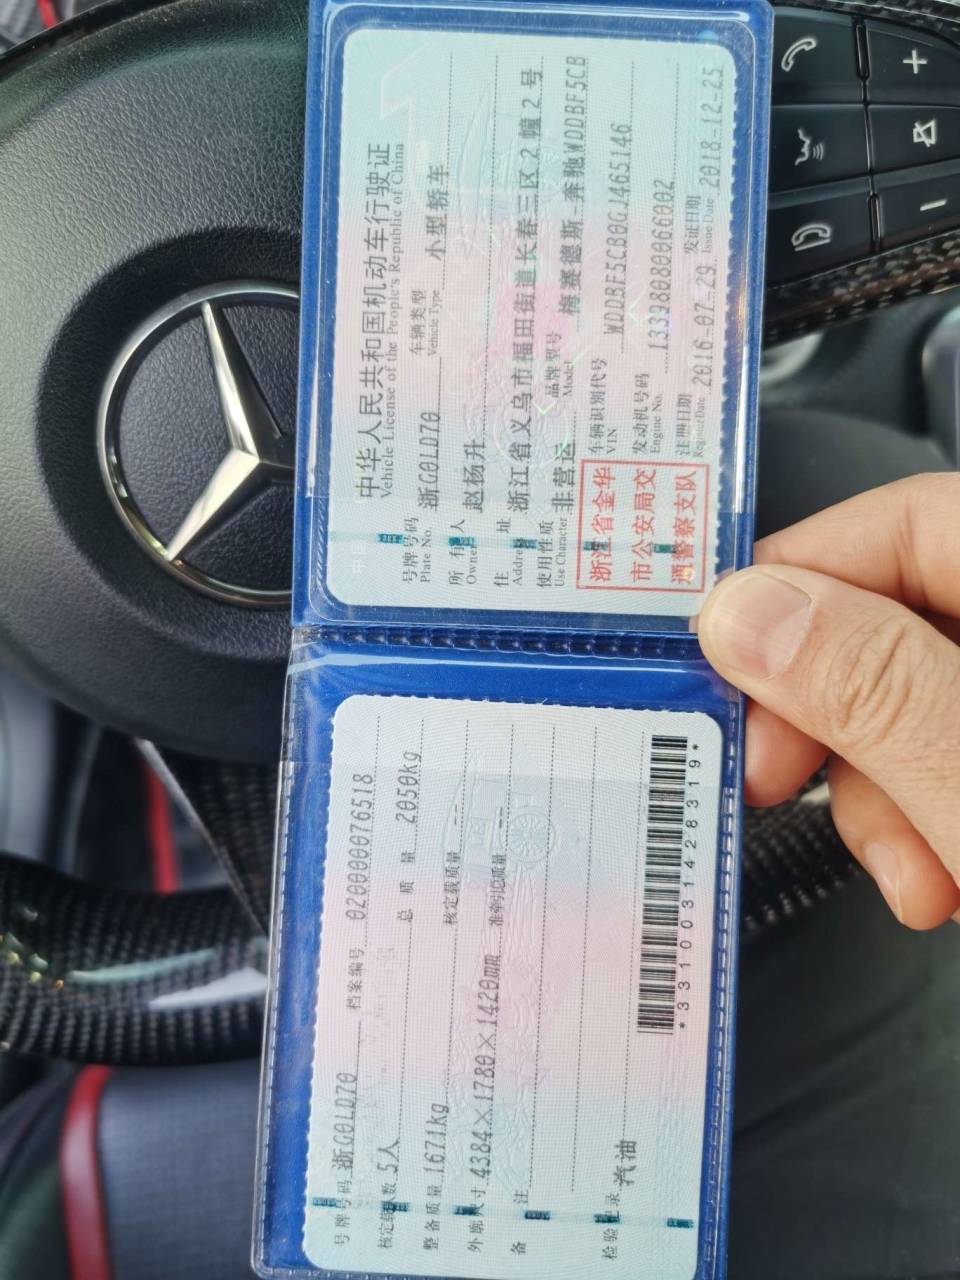 中华人民共和国机动车行驶证
Vehicle License of the People's Republic of China
号牌号码 浙G0LD70 车辆类型 小型轿车
Plate No. Vehicle Type
所有人 赵杨升
Owner
住址 浙江省义乌市福田街道长春三区2幢2号
Address
使用性质 非营运 品牌型号 梅赛德斯-奔驰WDDBF5CB
Use Character Model
浙江省金华
市公安局交
通警察支队
车辆识别代号 WDDBF5CB0GJ465146
VIN
发动机号码 13398080066002
Engine No.
注册日期 2016-07-29 发证日期 2018-12-25
Register Date Issue Date
号牌号码 浙G0LD70 档案编号 020000076518
核定载人数 5人 总质量 2050kg
整备质量 1671kg 核定载质量
外廓尺寸 4384×1780×1420mm 准牵引总质量
备注
检验记录 汽油
*3310031428319*